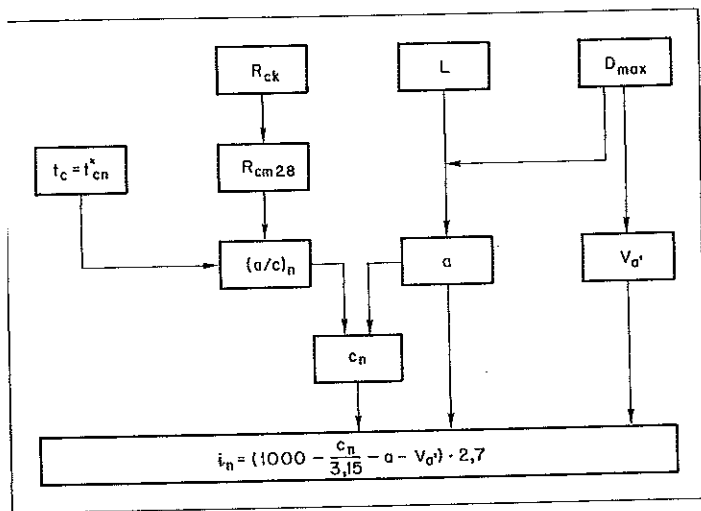 R_ck
L
D_max
t_c = t*_cn
R_cm28
(a/c)_n
a
V_a'
c_n
i_n = (1000 - c_n/3,15 - a - V_a') · 2,7